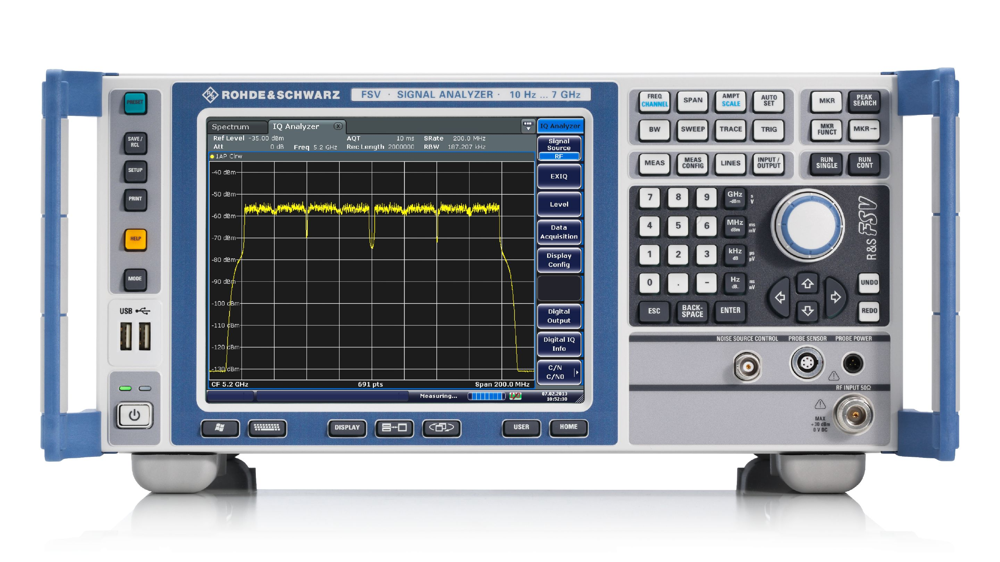 ROHDE&SCHWARZ
FSV · SIGNAL ANALYZER · 10 Hz ... 7 GHz
PRESET
SAVE /
RCL
SETUP
PRINT
HELP
MODE
USB
Spectrum
IQ Analyzer
X
Ref Level -35.00 dBm
AQT 10 ms
SRate 200.0 MHz
Att 0 dB
Freq 5.2 GHz
Rec Length 2000000
RBW 187.207 kHz
1AP Clrw
-40 dBm
-50 dBm
-60 dBm
-70 dBm
-80 dBm
-90 dBm
-100 dBm
-110 dBm
-120 dBm
-130 dBm
CF 5.2 GHz
691 pts
Span 200.0 MHz
Measuring...
LXI
07.02.2013
10:52:30
IQ Analyzer
Signal
Source
RF
EXIQ
Level
Data
Acquisition
Display
Config
Digital
Output
Digital IQ
Info
C/N
C/N0
DISPLAY
USER
HOME
FREQ
CHANNEL
SPAN
AMPT
SCALE
AUTO
SET
MKR
PEAK
SEARCH
BW
SWEEP
TRACE
TRIG
MKR
FUNCT
MKR→
MEAS
MEAS
CONFIG
LINES
INPUT /
OUTPUT
RUN
SINGLE
RUN
CONT
7
8
9
GHz
-dBm
s
V
4
5
6
MHz
dBm
ms
mV
1
2
3
kHz
dB
µs
µV
0
.
-
Hz
dB..
ns
nV
ESC
BACK-
SPACE
ENTER
R&S FSV
UNDO
REDO
NOISE SOURCE CONTROL
PROBE SENSOR
PROBE POWER
RF INPUT 50Ω
MAX
+30 dBm
0 V DC